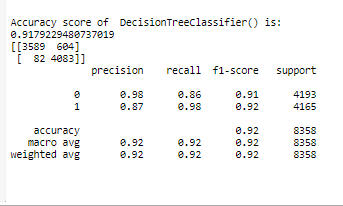 Accuracy score of  DecisionTreeClassifier() is:
0.9179229480737019
[[3589  604]
 [  82 4083]]
              precision    recall  f1-score   support

           0       0.98      0.86      0.91      4193
           1       0.87      0.98      0.92      4165

    accuracy                           0.92      8358
   macro avg       0.92      0.92      0.92      8358
weighted avg       0.92      0.92      0.92      8358